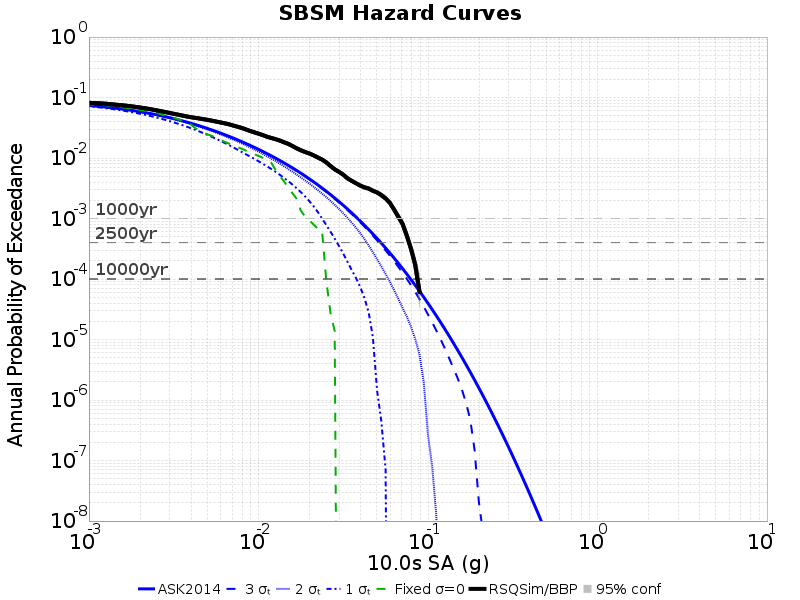 SBSM Hazard Curves
Annual Probability of Exceedance
10⁰
10⁻¹
10⁻²
10⁻³
10⁻⁴
10⁻⁵
10⁻⁶
10⁻⁷
10⁻⁸
1000yr
2500yr
10000yr
10⁻³ 10⁻² 10⁻¹ 10⁰ 10¹
10.0s SA (g)
ASK2014 3 σₜ 2 σₜ 1 σₜ Fixed σ=0 RSQSim/BBP 95% conf